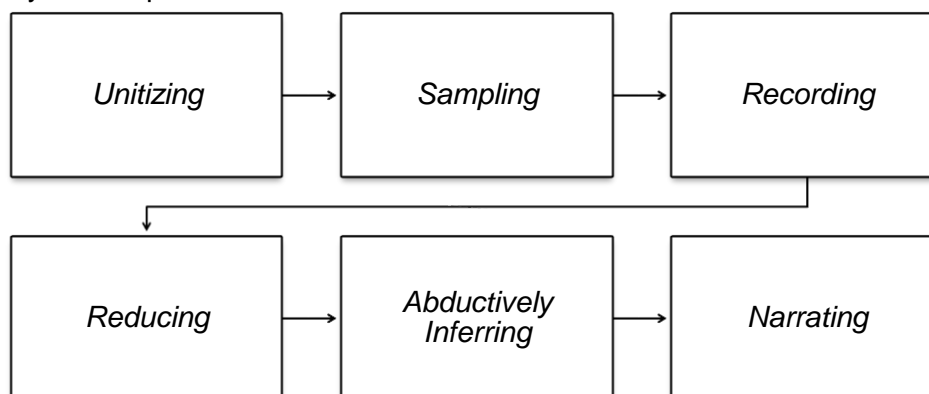 Unitizing
Sampling
Recording
Reducing
Abductively
Inferring
Narrating